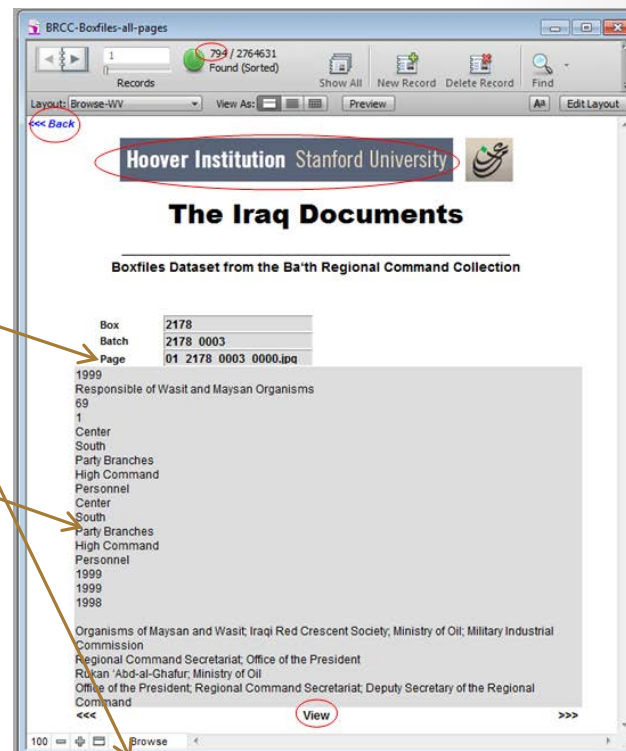 BRCC-Boxfiles-all-pages
1
794 / 2764631
Found (Sorted)
Records
Show All
New Record
Delete Record
Find
Layout: Browse-WV
View As:
Preview
Aa
Edit Layout
<<< Back
Hoover Institution Stanford University
The Iraq Documents
Boxfiles Dataset from the Ba'th Regional Command Collection
Box 2178
Batch 2178_0003
Page 01_2178_0003_0000.jpg
1999
Responsible of Wasit and Maysan Organisms
69
1
Center
South
Party Branches
High Command
Personnel
Center
South
Party Branches
High Command
Personnel
1999
1999
1998
Organisms of Maysan and Wasit; Iraqi Red Crescent Society; Ministry of Oil; Military Industrial
Commission
Regional Command Secretariat; Office of the President
Rukan 'Abd-al-Ghafur; Ministry of Oil
Office of the President; Regional Command Secretariat; Deputy Secretary of the Regional
Command
<<< View >>>
100 Browse